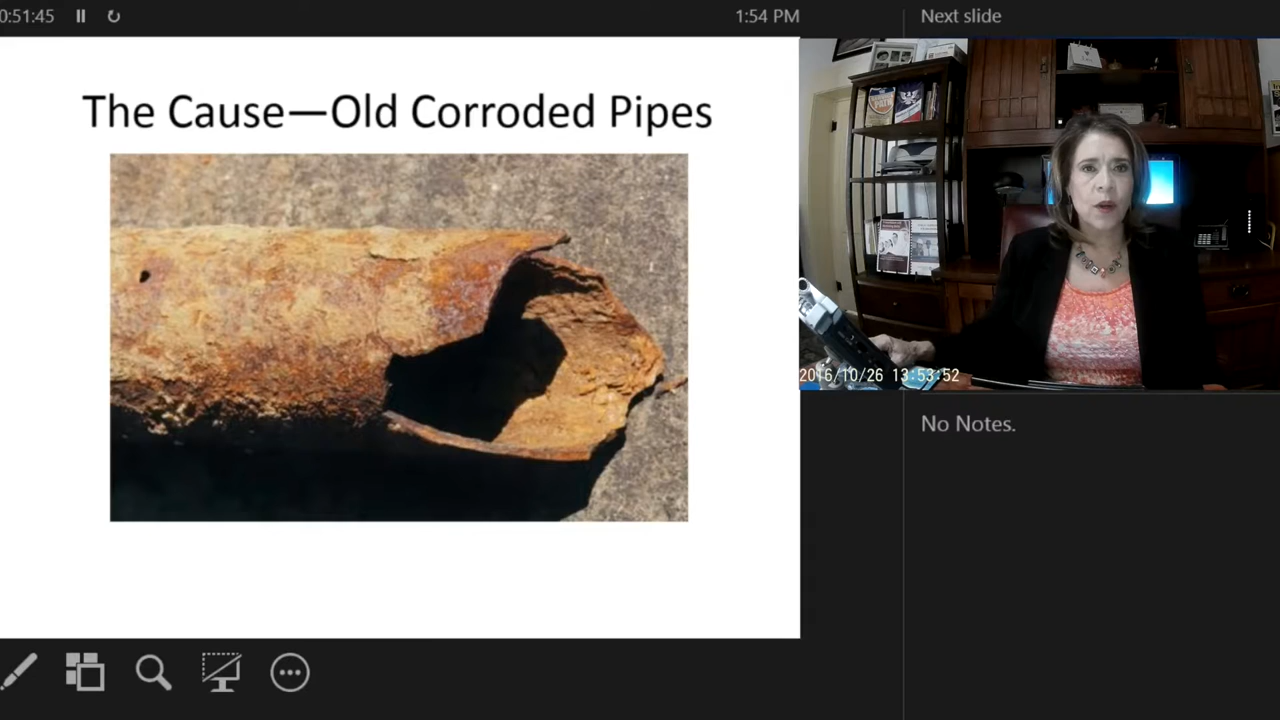 0:51:45
1:54 PM
Next slide
The Cause—Old Corroded Pipes
2016/10/26 13:53:52
No Notes.